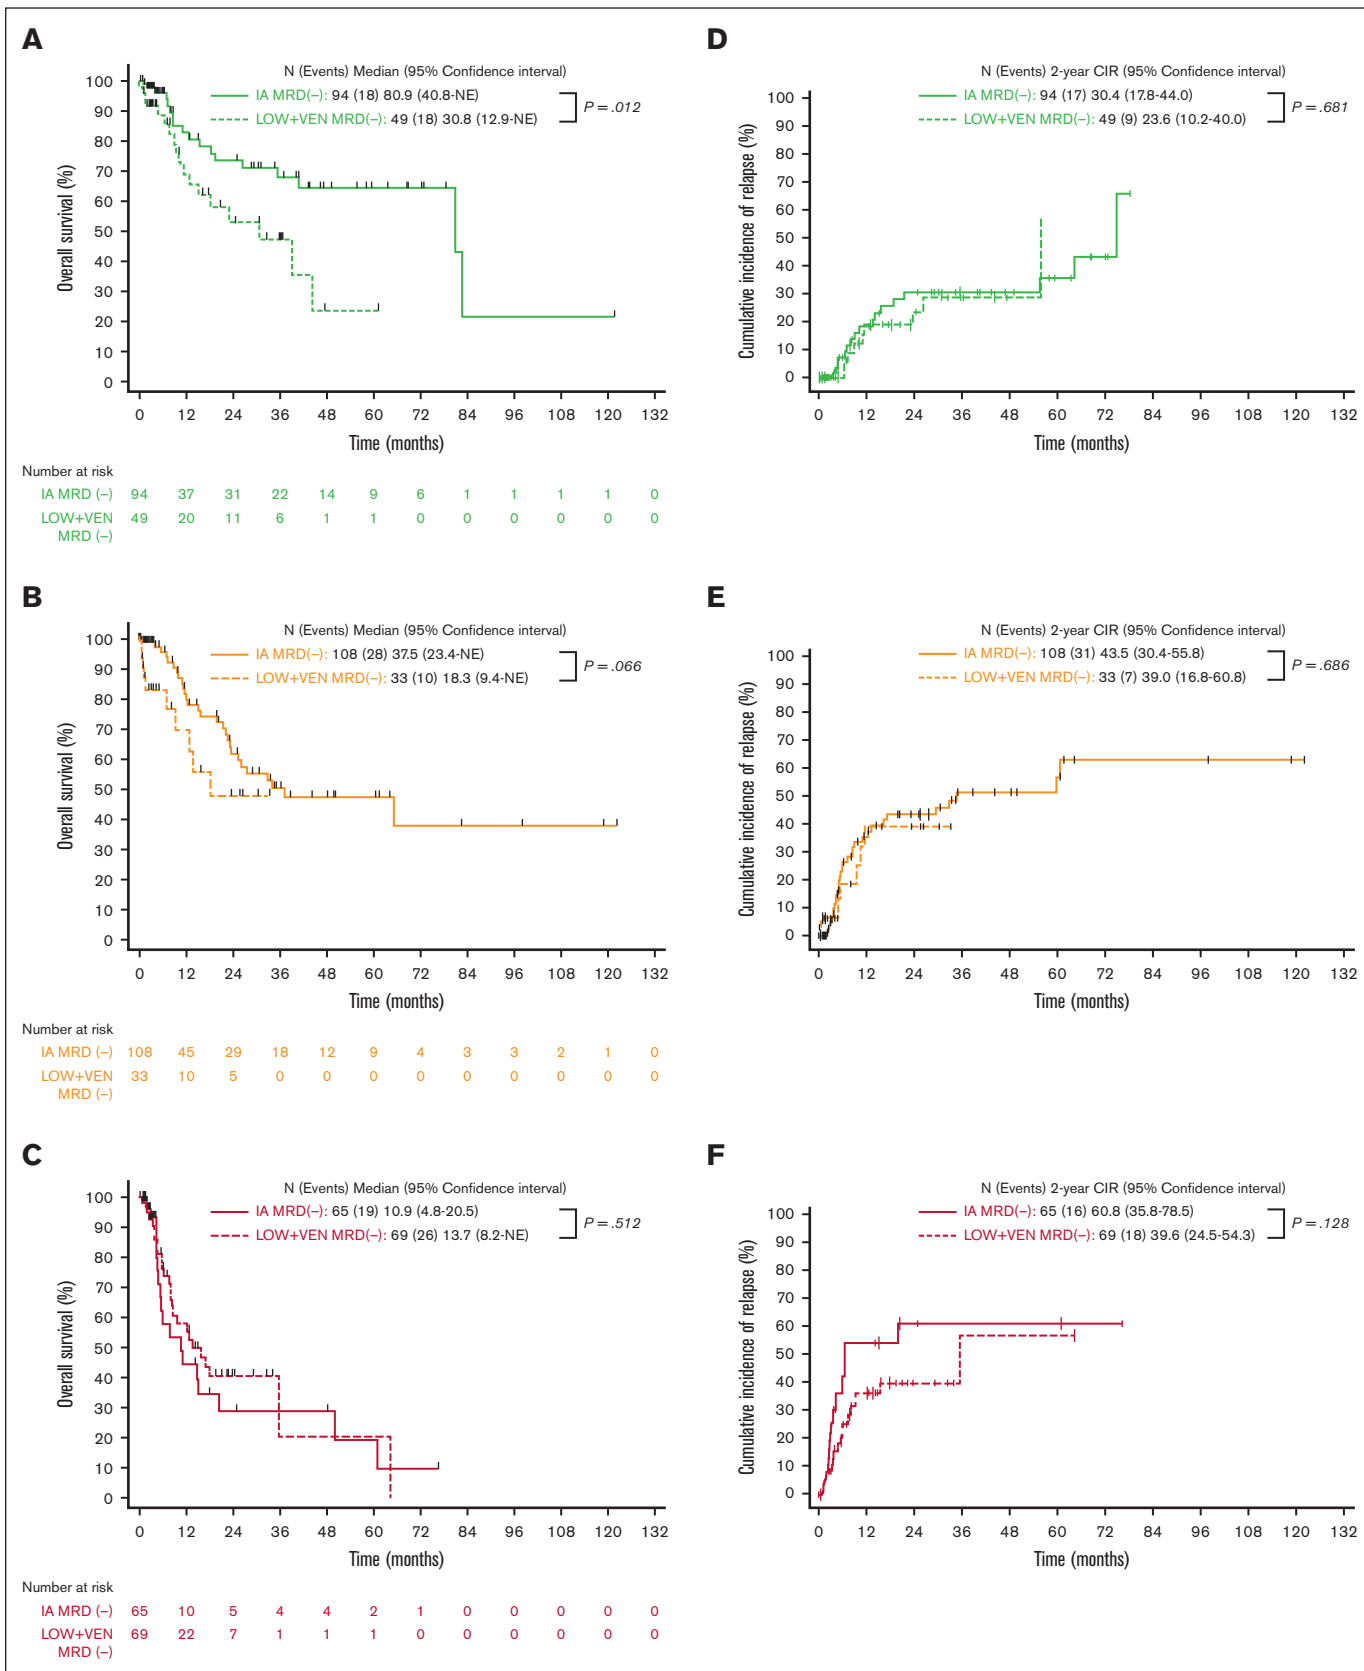 A
N (Events) Median (95% Confidence interval)
IA MRD(–): 94 (18) 80.9 (40.8-NE)
LOW+VEN MRD(–): 49 (18) 30.8 (12.9-NE)
P = .012
Overall survival (%)
100
90
80
70
60
50
40
30
20
10
0
0 12 24 36 48 60 72 84 96 108 120 132
Time (months)
Number at risk
IA MRD (–) 94 37 31 22 14 9 6 1 1 1 1 0
LOW+VEN 49 20 11 6 1 1 0 0 0 0 0 0
MRD (–)
D
N (Events) 2-year CIR (95% Confidence interval)
IA MRD(–): 94 (17) 30.4 (17.8-44.0)
LOW+VEN MRD(–): 49 (9) 23.6 (10.2-40.0)
P = .681
Cumulative incidence of relapse (%)
100
90
80
70
60
50
40
30
20
10
0
0 12 24 36 48 60 72 84 96 108 120 132
Time (months)
B
N (Events) Median (95% Confidence interval)
IA MRD(–): 108 (28) 37.5 (23.4-NE)
LOW+VEN MRD(–): 33 (10) 18.3 (9.4-NE)
P = .066
Overall survival (%)
100
90
80
70
60
50
40
30
20
10
0
0 12 24 36 48 60 72 84 96 108 120 132
Time (months)
Number at risk
IA MRD (–) 108 45 29 18 12 9 4 3 3 2 1 0
LOW+VEN 33 10 5 0 0 0 0 0 0 0 0 0
MRD (–)
E
N (Events) 2-year CIR (95% Confidence interval)
IA MRD(–): 108 (31) 43.5 (30.4-55.8)
LOW+VEN MRD(–): 33 (7) 39.0 (16.8-60.8)
P = .686
Cumulative incidence of relapse (%)
100
90
80
70
60
50
40
30
20
10
0
0 12 24 36 48 60 72 84 96 108 120 132
Time (months)
C
N (Events) Median (95% Confidence interval)
IA MRD(–): 65 (19) 10.9 (4.8-20.5)
LOW+VEN MRD(–): 69 (26) 13.7 (8.2-NE)
P = .512
Overall survival (%)
100
90
80
70
60
50
40
30
20
10
0
0 12 24 36 48 60 72 84 96 108 120 132
Time (months)
Number at risk
IA MRD (–) 65 10 5 4 4 2 1 0 0 0 0 0
LOW+VEN 69 22 7 1 1 1 0 0 0 0 0 0
MRD (–)
F
N (Events) 2-year CIR (95% Confidence interval)
IA MRD(–): 65 (16) 60.8 (35.8-78.5)
LOW+VEN MRD(–): 69 (18) 39.6 (24.5-54.3)
P = .128
Cumulative incidence of relapse (%)
100
90
80
70
60
50
40
30
20
10
0
0 12 24 36 48 60 72 84 96 108 120 132
Time (months)